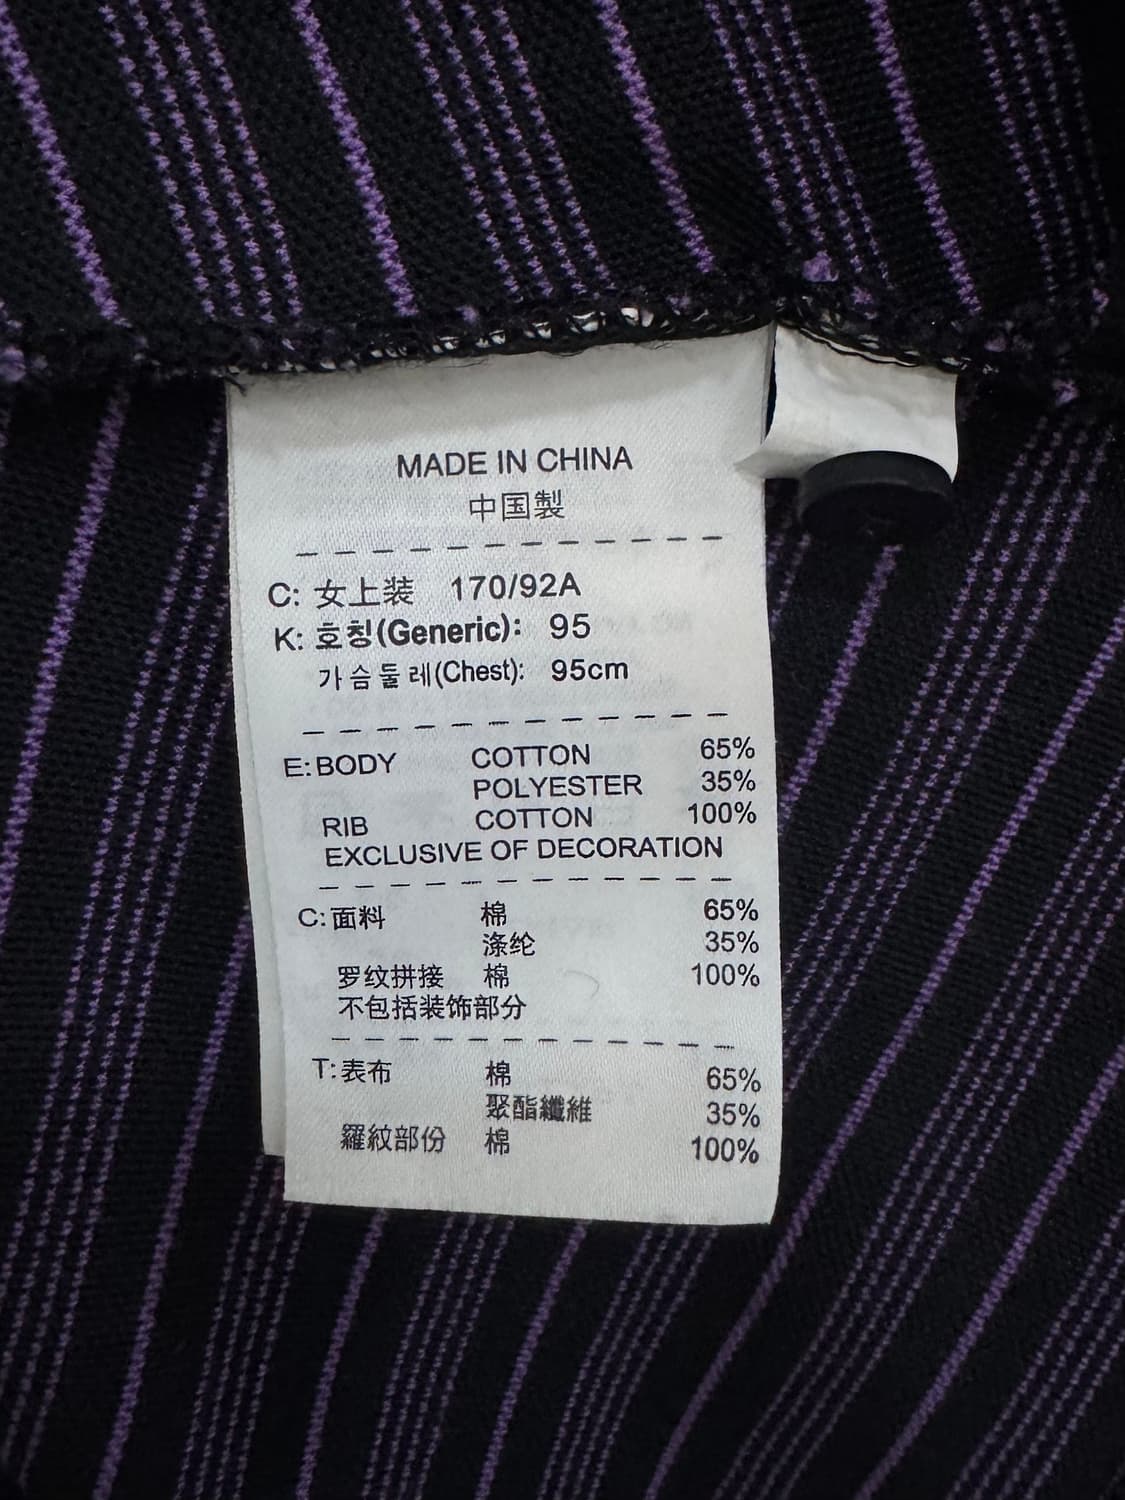 MADE IN CHINA
中国製
C: 女上装 170/92A
K: 호칭(Generic): 95
가슴둘레(Chest): 95cm
E: BODY COTTON 65%
POLYESTER 35%
RIB COTTON 100%
EXCLUSIVE OF DECORATION
C: 面料 棉 65%
涤纶 35%
罗纹拼接 棉 100%
不包括装饰部分
T: 表布 棉 65%
聚酯纖維 35%
羅紋部份 棉 100%